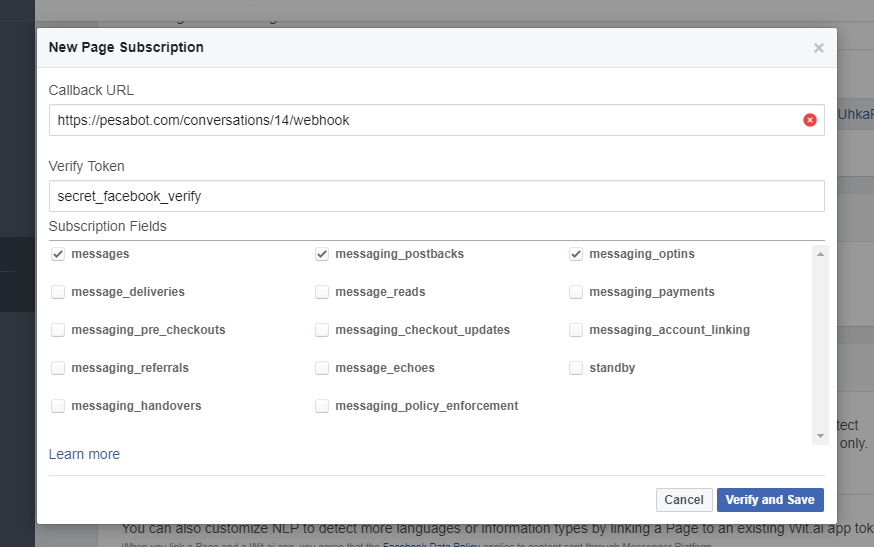 New Page Subscription
Callback URL
https://pesabot.com/conversations/14/webhook
UhkaF
Verify Token
secret_facebook_verify
Subscription Fields
messages messaging_postbacks messaging_optins
message_deliveries message_reads messaging_payments
messaging_pre_checkouts messaging_checkout_updates messaging_account_linking
messaging_referrals message_echoes standby
messaging_handovers messaging_policy_enforcement
tect
only.
Learn more
Cancel Verify and Save
You can also customize NLP to detect more languages or information types by linking a Page to an existing Wit.ai app tok
When you link a Page and a Wit.ai app, you agree that the Facebook Data Policy applies to content sent through Messenger Platform.